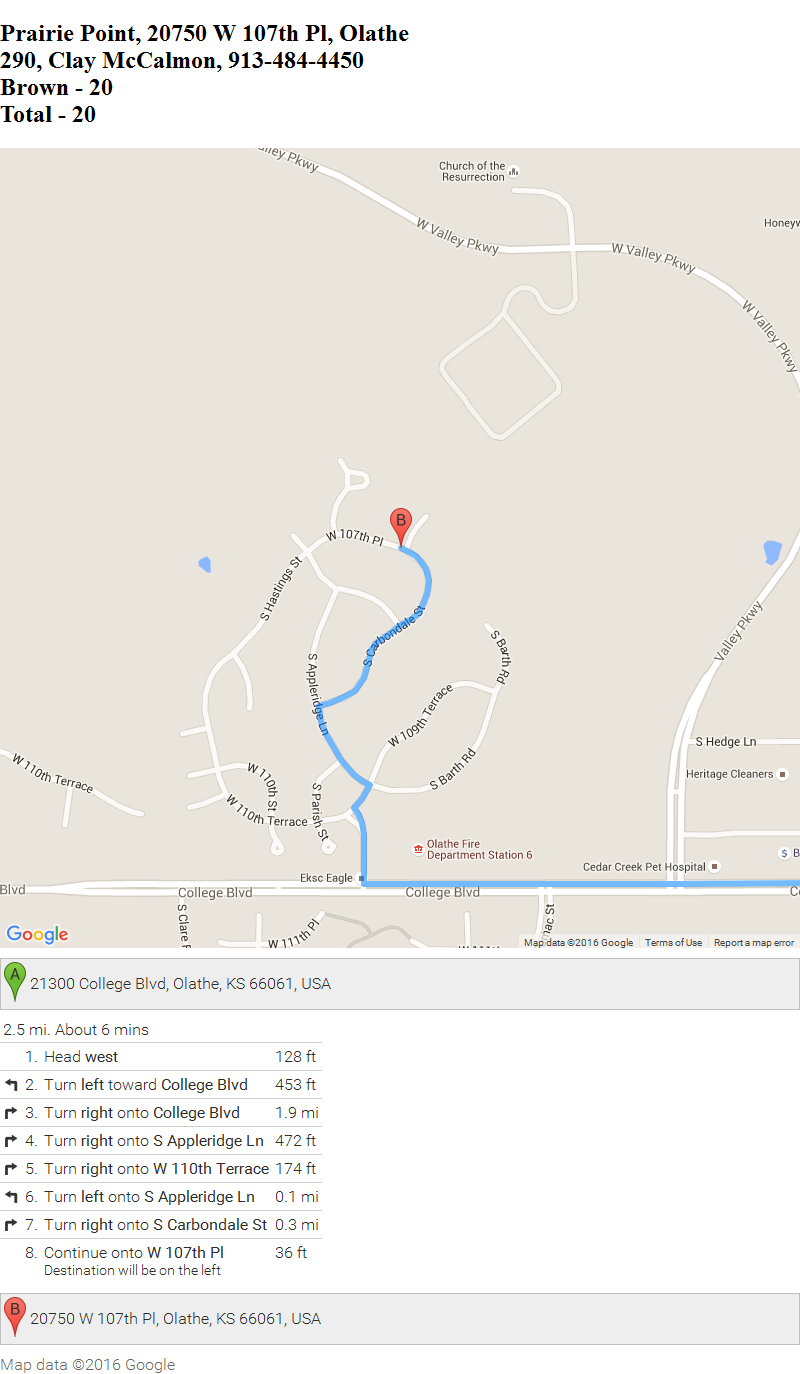 Prairie Point, 20750 W 107th Pl, Olathe
290, Clay McCalmon, 913-484-4450
Brown - 20
Total - 20
Valley Pkwy
Church of the
Resurrection
W Valley Pkwy
W Valley Pkwy
W Valley Pkwy
W 107th Pl
B
S Hastings St
S Carbondale St
S Appleridge Ln
S Barth Rd
W 109th Terrace
S Barth Rd
Valley Pkwy
S Hedge Ln
Heritage Cleaners
W 110th Terrace
W 110th St
W 110th Terrace
S Parish St
Olathe Fire
Department Station 6
Cedar Creek Pet Hospital
$ B
Eksc Eagle
Blvd
College Blvd
College Blvd
S Clare
W 111th Pl
Google
Map data ©2016 Google
Terms of Use
Report a map error
A
21300 College Blvd, Olathe, KS 66061, USA
2.5 mi. About 6 mins
1. Head west 128 ft
2. Turn left toward College Blvd 453 ft
3. Turn right onto College Blvd 1.9 mi
4. Turn right onto S Appleridge Ln 472 ft
5. Turn right onto W 110th Terrace 174 ft
6. Turn left onto S Appleridge Ln 0.1 mi
7. Turn right onto S Carbondale St 0.3 mi
8. Continue onto W 107th Pl 36 ft
Destination will be on the left
B
20750 W 107th Pl, Olathe, KS 66061, USA
Map data ©2016 Google